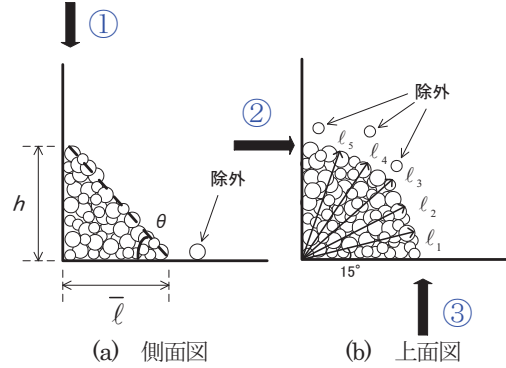 ①
除外
②
ℓ₅
ℓ₄
ℓ₃
除外
h
θ
ℓ₂
ℓ₁
15°
ℓ̅
③
(a) 側面図
(b) 上面図